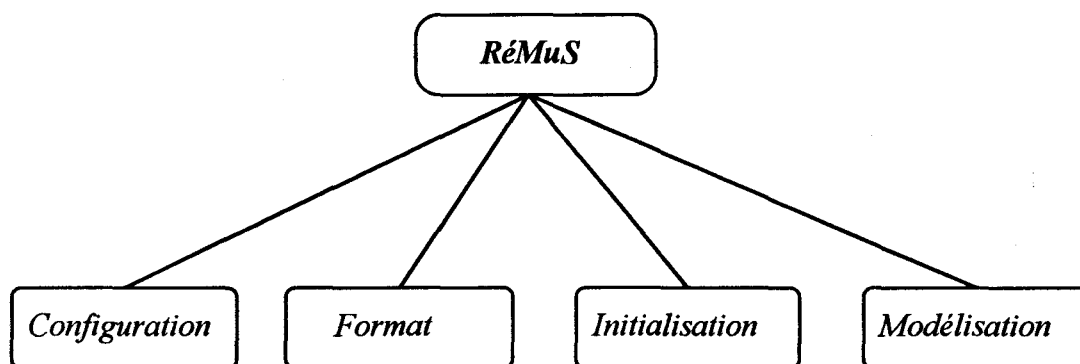 RéMuS
Configuration
Format
Initialisation
Modélisation